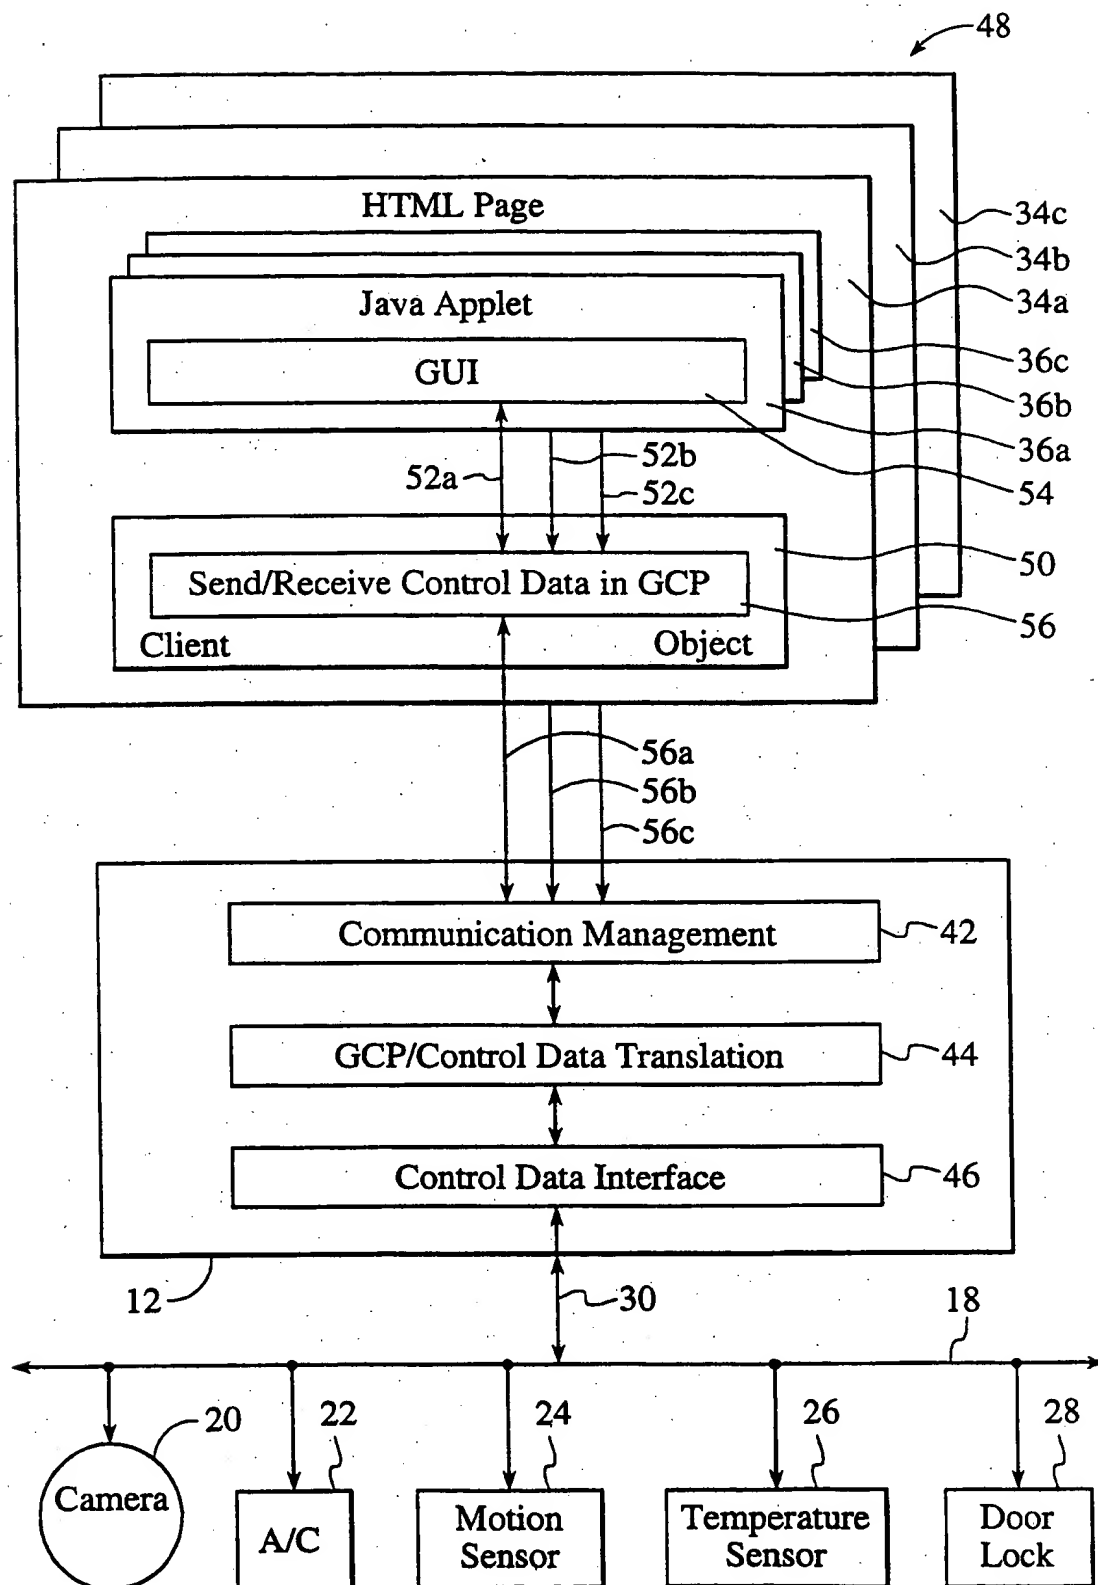 48
HTML Page
34c
34b
34a
Java Applet
36c
GUI
36b
36a
52a
52b
52c
54
50
Send/Receive Control Data in GCP
56
Client
Object
56a
56b
56c
Communication Management
42
GCP/Control Data Translation
44
Control Data Interface
46
12
30
18
20
22
24
26
28
Camera
A/C
Motion
Sensor
Temperature
Sensor
Door
Lock